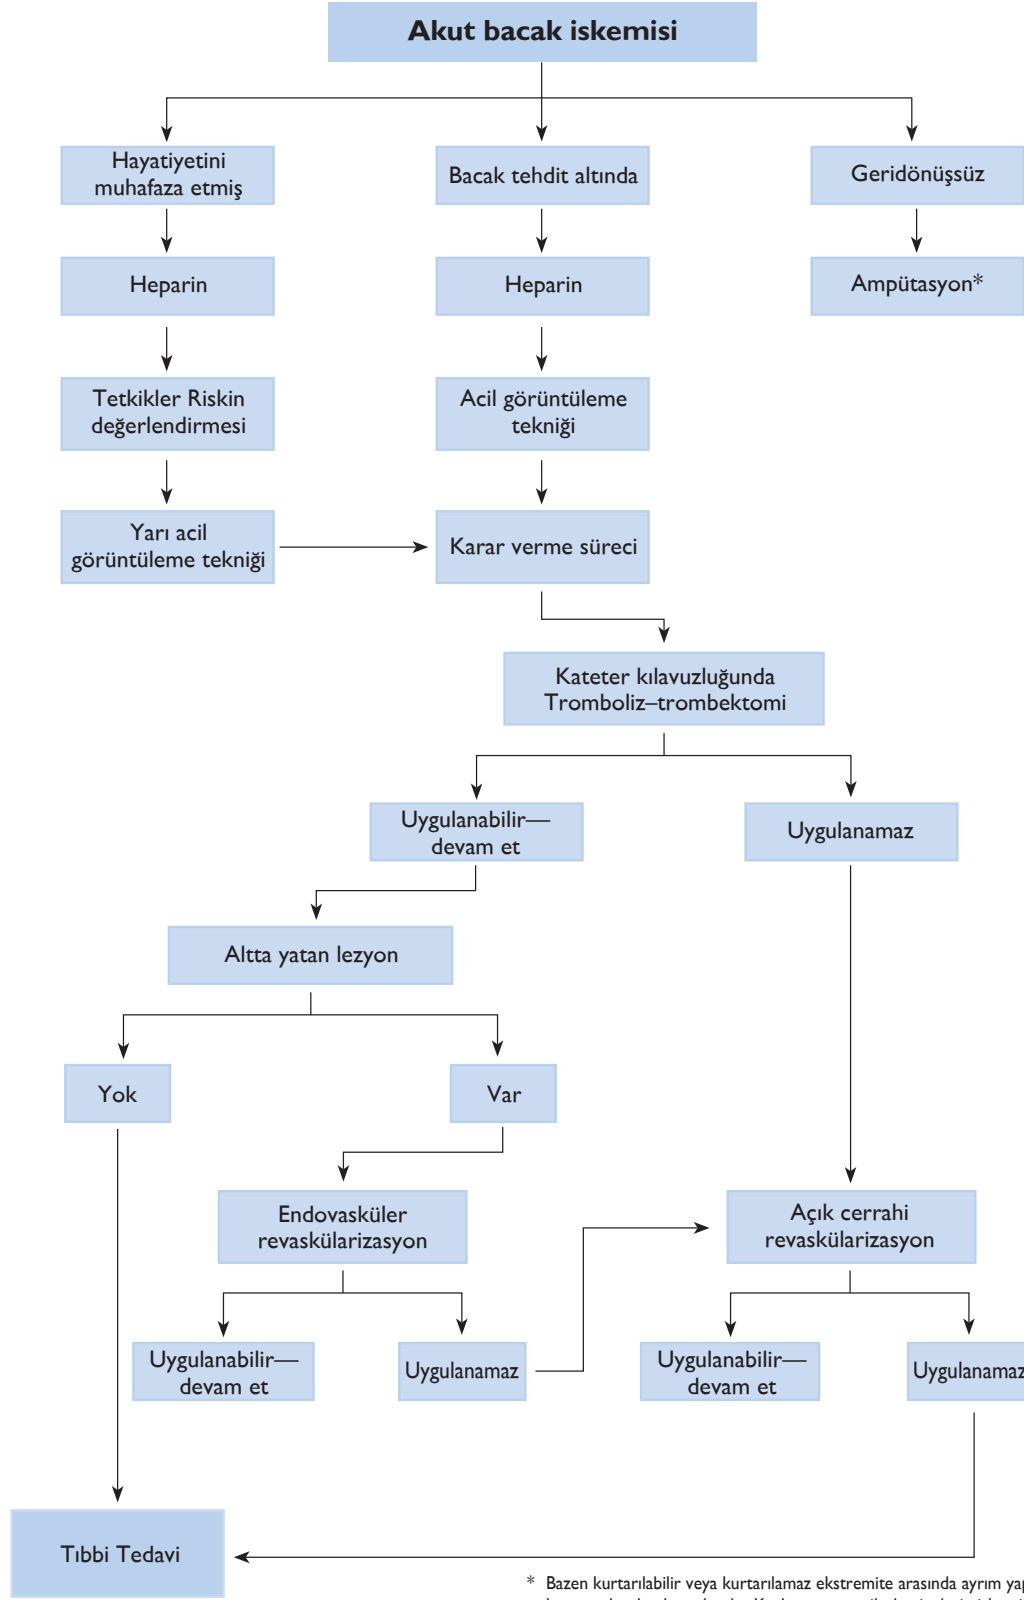 Akut bacak iskemisi
Hayatiyetini
muhafaza etmiş
Bacak tehdit altında
Geridönüşsüz
Heparin
Heparin
Ampütasyon*
Tetkikler Riskin
değerlendirmesi
Acil görüntüleme
tekniği
Yarı acil
görüntüleme tekniği
Karar verme süreci
Kateter kılavuzluğunda
Tromboliz–trombektomi
Uygulanabilir—
devam et
Uygulanamaz
Altta yatan lezyon
Yok
Var
Endovasküler
revaskülarizasyon
Açık cerrahi
revaskülarizasyon
Uygulanabilir—
devam et
Uygulanamaz
Uygulanabilir—
devam et
Uygulanamaz
Tıbbi Tedavi
* Bazen kurtarılabilir veya kurtarılamaz ekstremite arasında ayrım